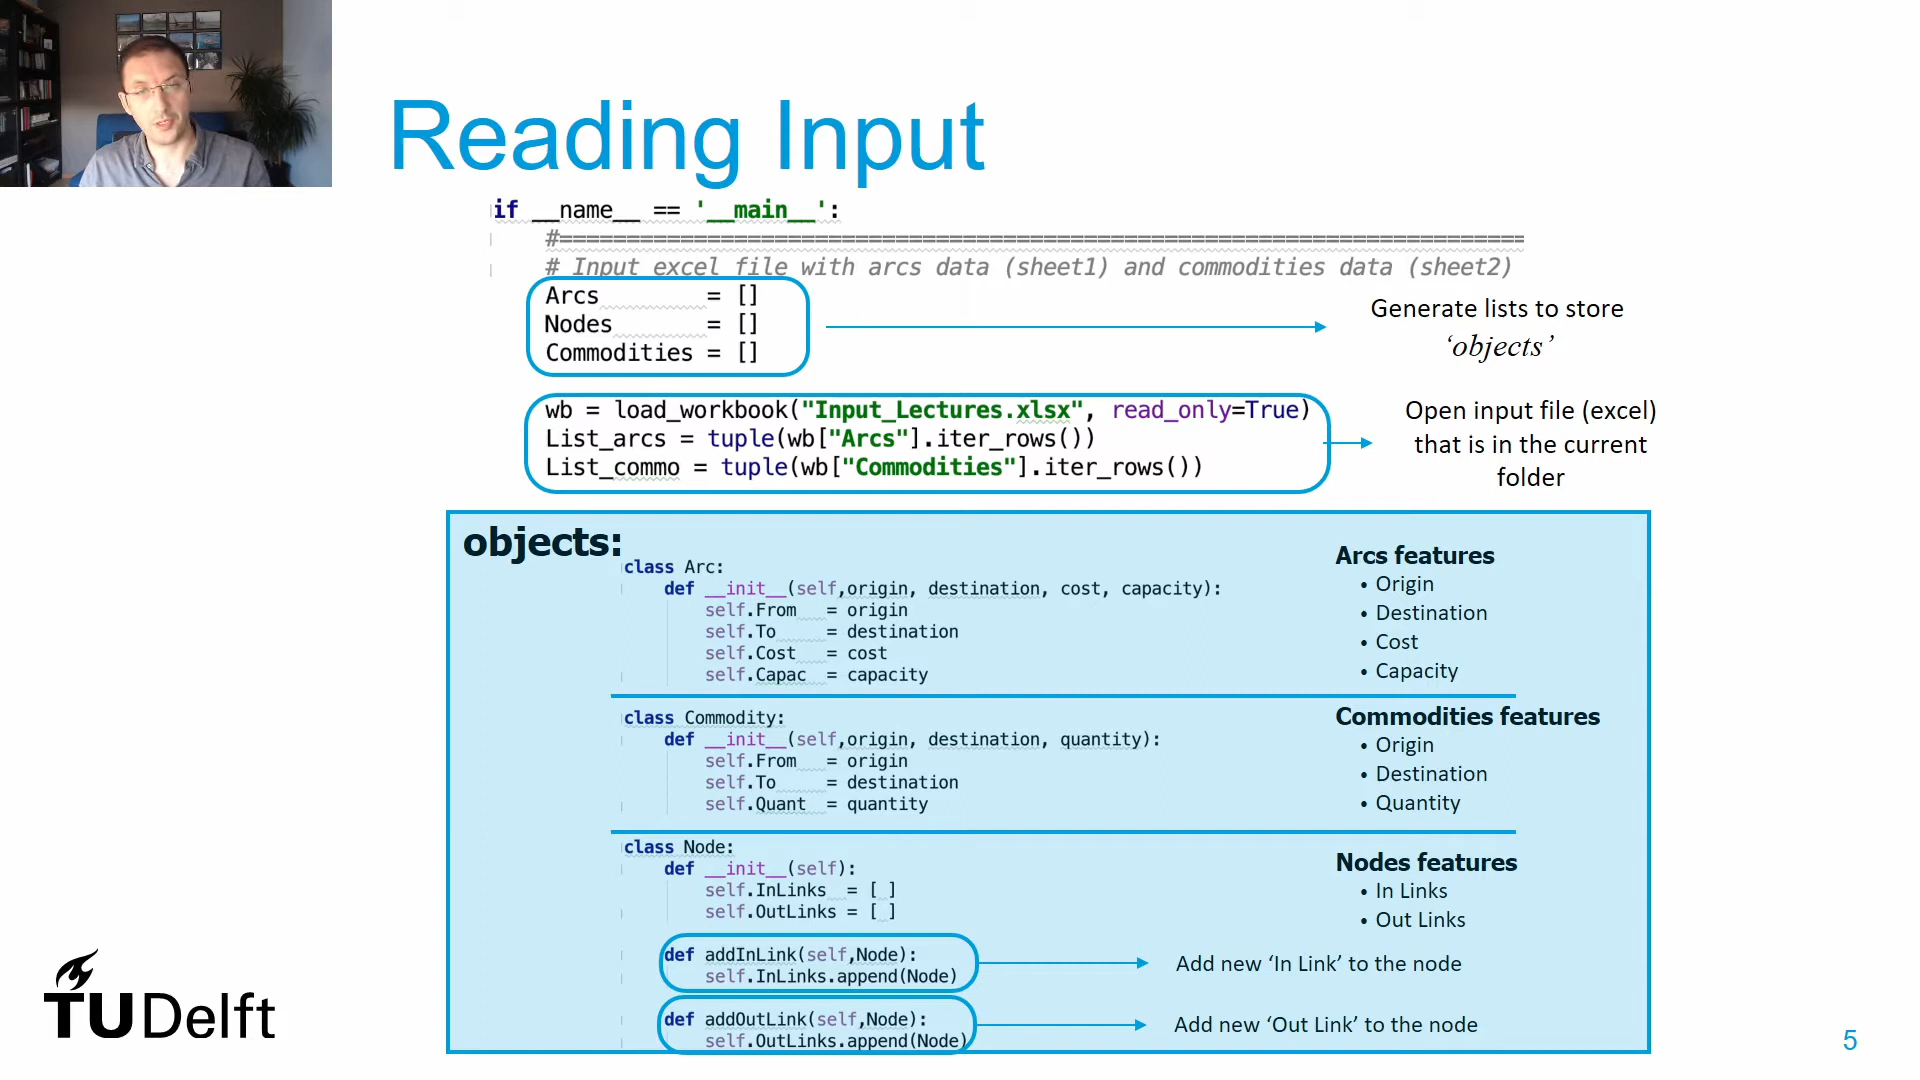 Reading Input
if __name__ == '__main__':
#========================================================================
# Input excel file with arcs data (sheet1) and commodities data (sheet2)
Arcs = []
Nodes = []
Commodities = []
Generate lists to store
‘objects’
wb = load_workbook("Input_Lectures.xlsx", read_only=True)
List_arcs = tuple(wb["Arcs"].iter_rows())
List_commo = tuple(wb["Commodities"].iter_rows())
Open input file (excel)
that is in the current
folder
objects:
class Arc:
def __init__(self,origin, destination, cost, capacity):
self.From = origin
self.To = destination
self.Cost = cost
self.Capac = capacity
Arcs features
• Origin
• Destination
• Cost
• Capacity
class Commodity:
def __init__(self,origin, destination, quantity):
self.From = origin
self.To = destination
self.Quant = quantity
Commodities features
• Origin
• Destination
• Quantity
class Node:
def __init__(self):
self.InLinks = [ ]
self.OutLinks = [ ]
Nodes features
• In Links
• Out Links
def addInLink(self,Node):
self.InLinks.append(Node)
Add new ‘In Link’ to the node
def addOutLink(self,Node):
self.OutLinks.append(Node)
Add new ‘Out Link’ to the node
TUDelft
5